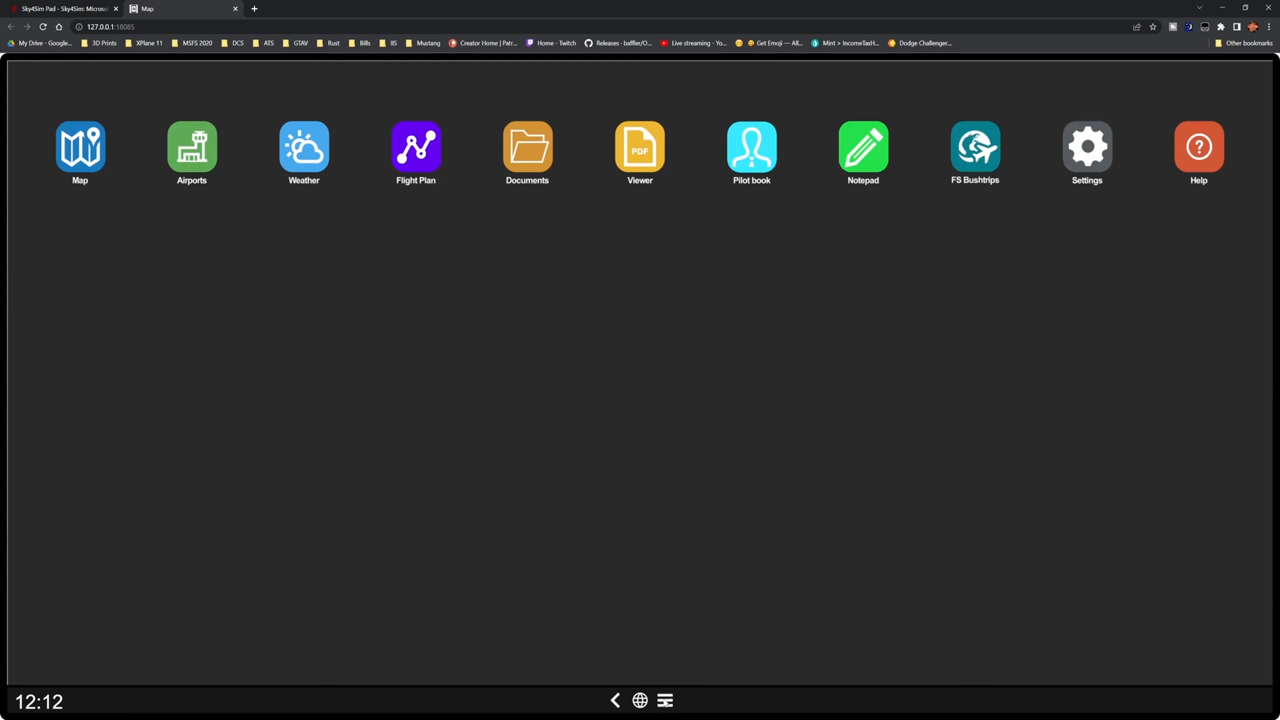 Sky4Sim Pad - Sky4Sim: Microso
Map
127.0.0.1:18085
My Drive - Google... 3D Prints XPlane 11 MSFS 2020 DCS ATS GTAV Rust Bills IIS Mustang Creator Home | Patr... Home - Twitch Releases · baffler/O... Live streaming - Yo... Get Emoji — All... Mint > IncomeTaxH... Dodge Challenger... Other bookmarks
Map Airports Weather Flight Plan Documents PDF Viewer Pilot book Notepad FS Bushtrips Settings ? Help
12:12